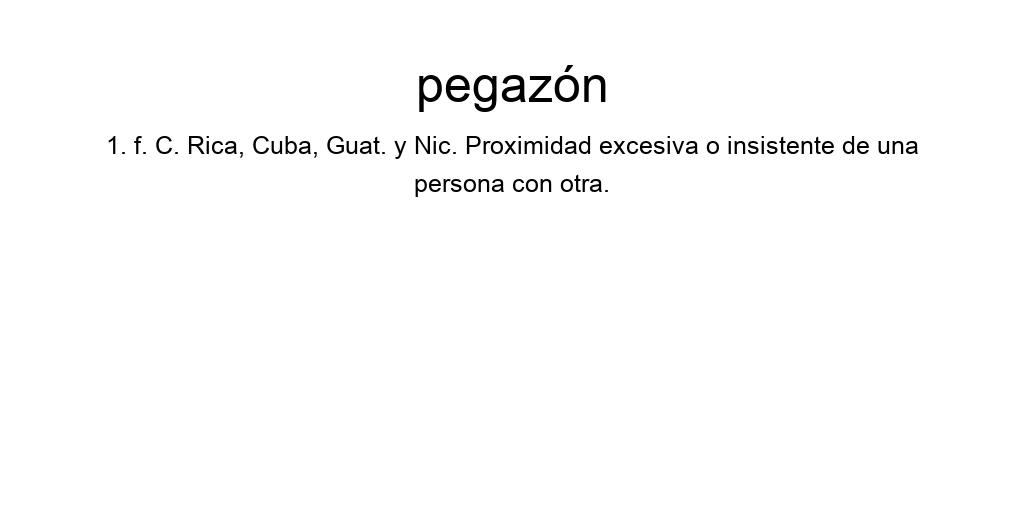 pegazón
1. f. C. Rica, Cuba, Guat. y Nic. Proximidad excesiva o insistente de una
persona con otra.